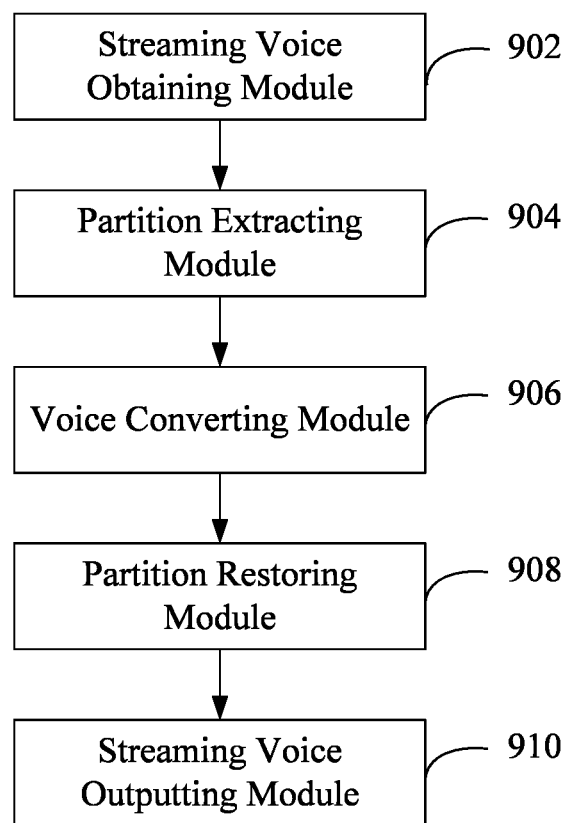 Streaming Voice
Obtaining Module
902
Partition Extracting
Module
904
Voice Converting Module
906
Partition Restoring
Module
908
Streaming Voice
Outputting Module
910